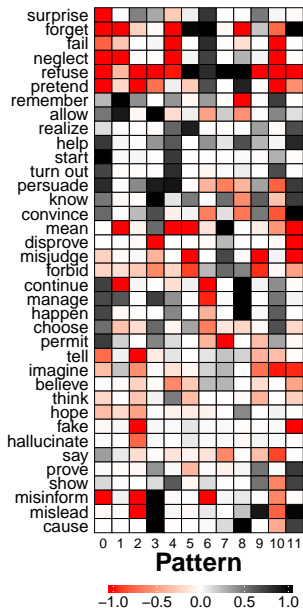 surprise
forget
fail
neglect
refuse
pretend
remember
allow
realize
help
start
turn out
persuade
know
convince
mean
disprove
misjudge
forbid
continue
manage
happen
choose
permit
tell
imagine
believe
think
hope
fake
hallucinate
say
prove
show
misinform
mislead
cause
0 1 2 3 4 5 6 7 8 9 10 11
Pattern
−1.0 −0.5 0.0 0.5 1.0